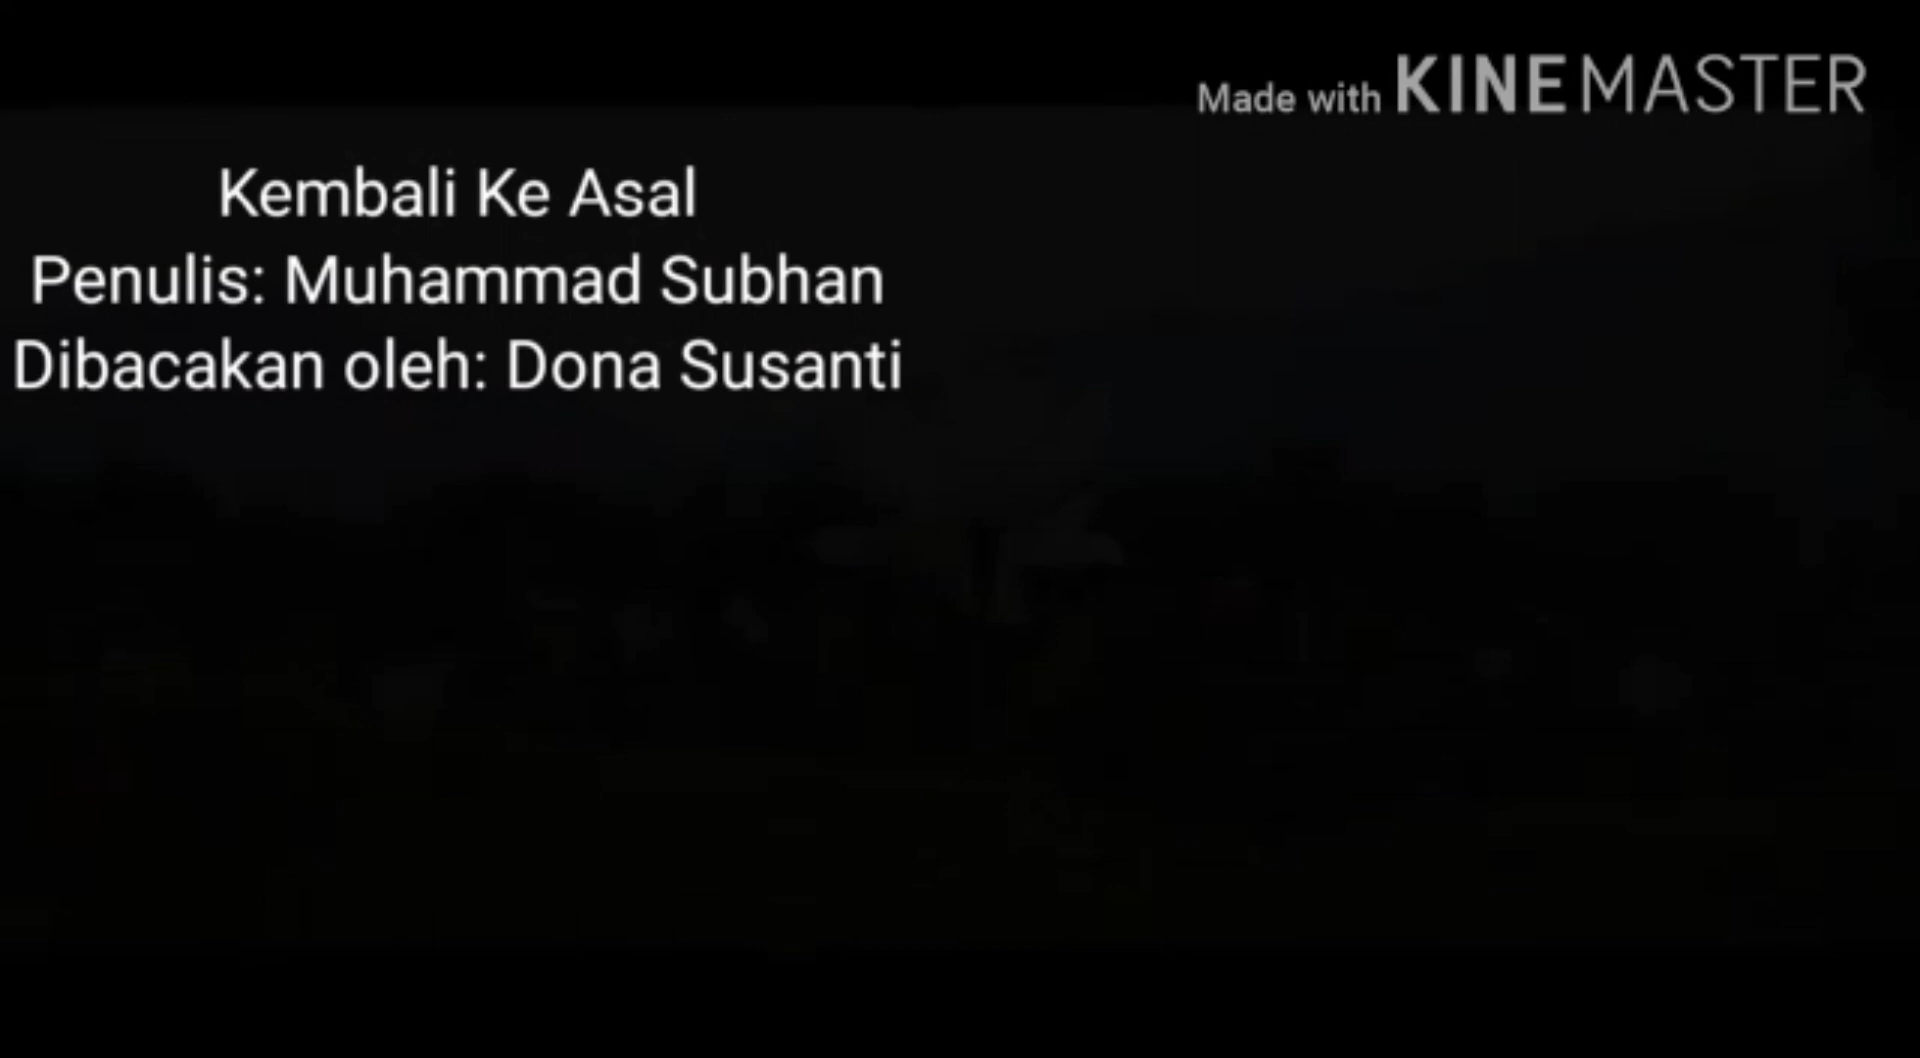 Made with KINEMASTER
Kembali Ke Asal
Penulis: Muhammad Subhan
Dibacakan oleh: Dona Susanti